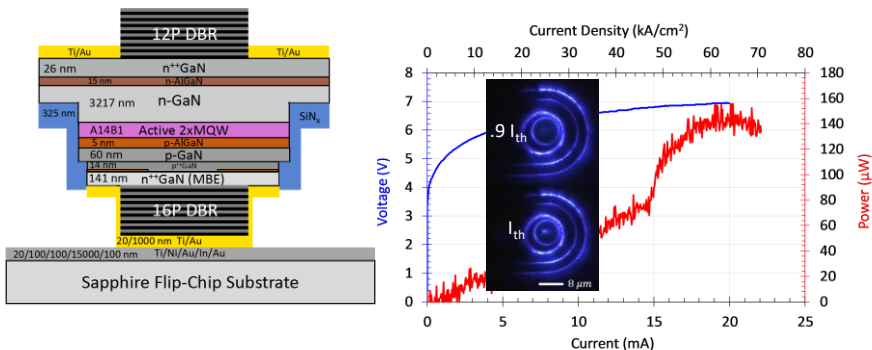 12P DBR
Ti/Au
Ti/Au
26 nm
n⁺⁺GaN
15 nm
n-AlGaN
3217 nm
n-GaN
325 nm
SiNₓ
A14B1
Active 2xMQW
5 nm
p-AlGaN
60 nm
p-GaN
p⁺⁺GaN
14 nm
141 nm
n⁺⁺GaN (MBE)
16P DBR
20/1000 nm Ti/Au
20/100/100/15000/100 nm
Ti/Ni/Au/In/Au
Sapphire Flip-Chip Substrate
Current Density (kA/cm²)
0 10 20 30 40 50 60 70 80
Voltage (V)
8
7
6
5
4
3
2
1
0
.9 Iₜₕ
Iₜₕ
8 μm
180
160
140
120
100
80
60
40
20
0
Power (μW)
0 5 10 15 20 25
Current (mA)